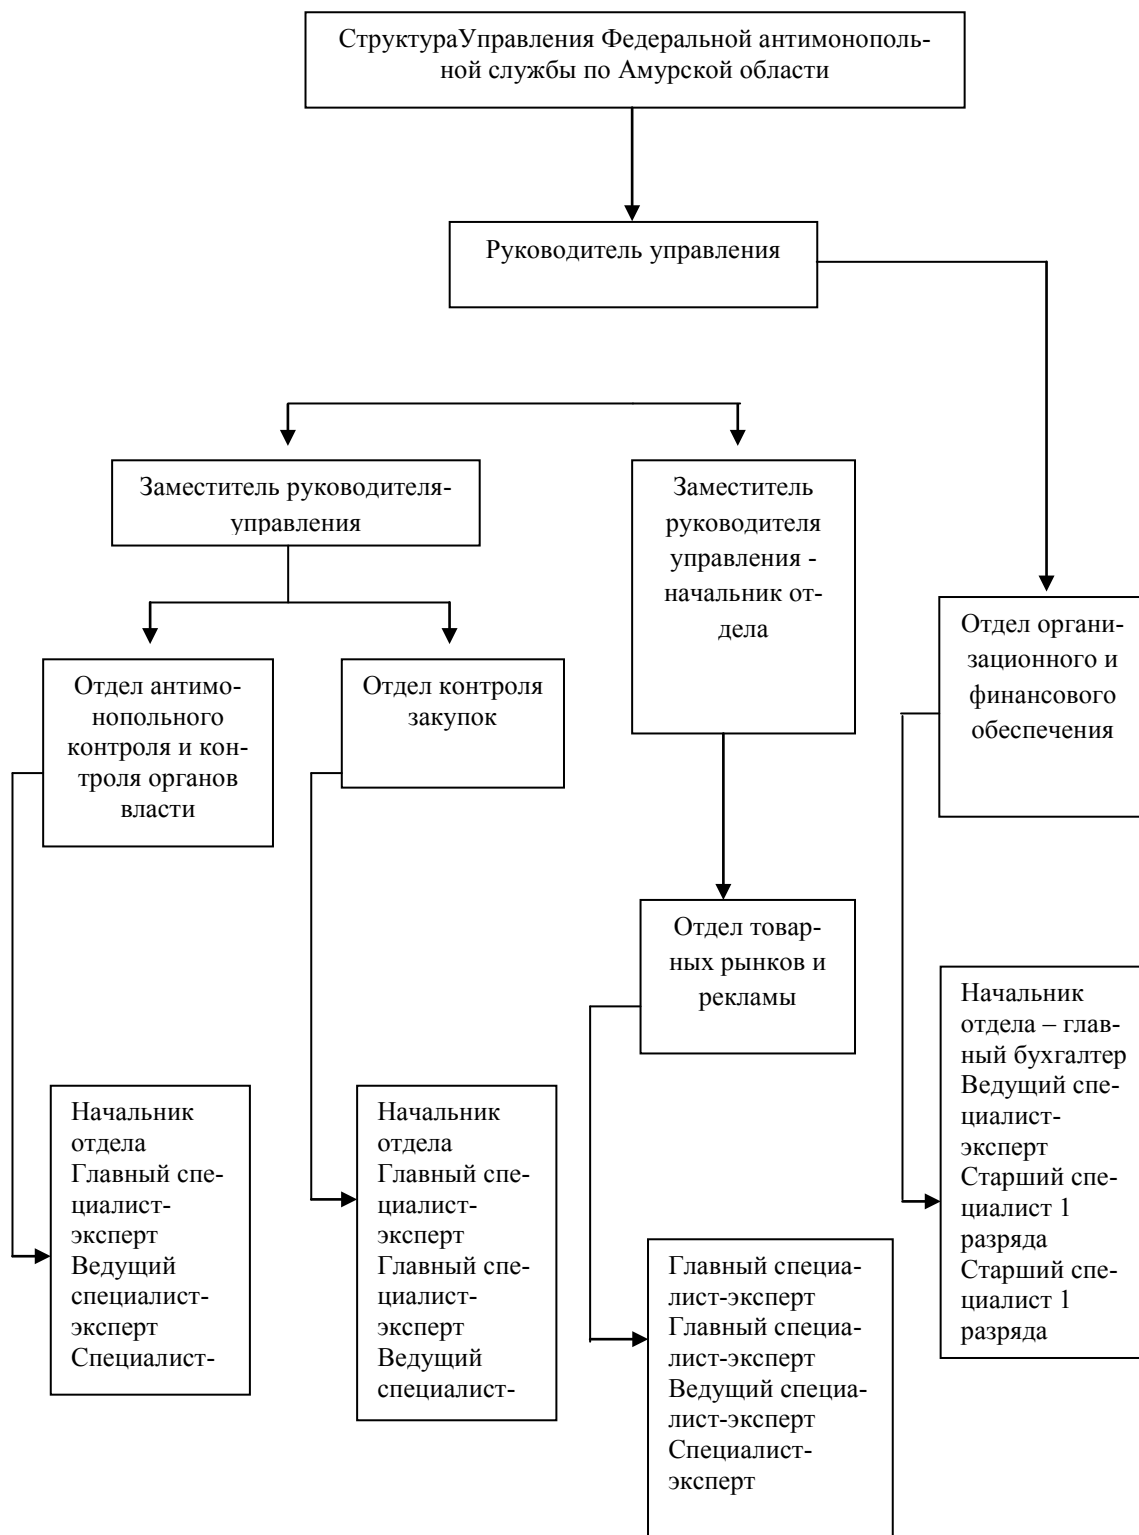 СтруктураУправления Федеральной антимонополь-
ной службы по Амурской области
Руководитель управления
Заместитель руководителя-
управления
Заместитель
руководителя
управления -
начальник от-
дела
Отдел органи-
зационного и
финансового
обеспечения
Отдел антимо-
нопольного
контроля и кон-
троля органов
власти
Отдел контроля
закупок
Отдел товар-
ных рынков и
рекламы
Начальник
отдела – глав-
ный бухгалтер
Ведущий спе-
циалист-
эксперт
Старший спе-
циалист 1
разряда
Старший спе-
циалист 1
разряда
Начальник
отдела
Главный спе-
циалист-
эксперт
Ведущий
специалист-
эксперт
Специалист-
Начальник
отдела
Главный спе-
циалист-
эксперт
Главный спе-
циалист-
эксперт
Ведущий
специалист-
Главный специа-
лист-эксперт
Главный специа-
лист-эксперт
Ведущий специа-
лист-эксперт
Специалист-
эксперт